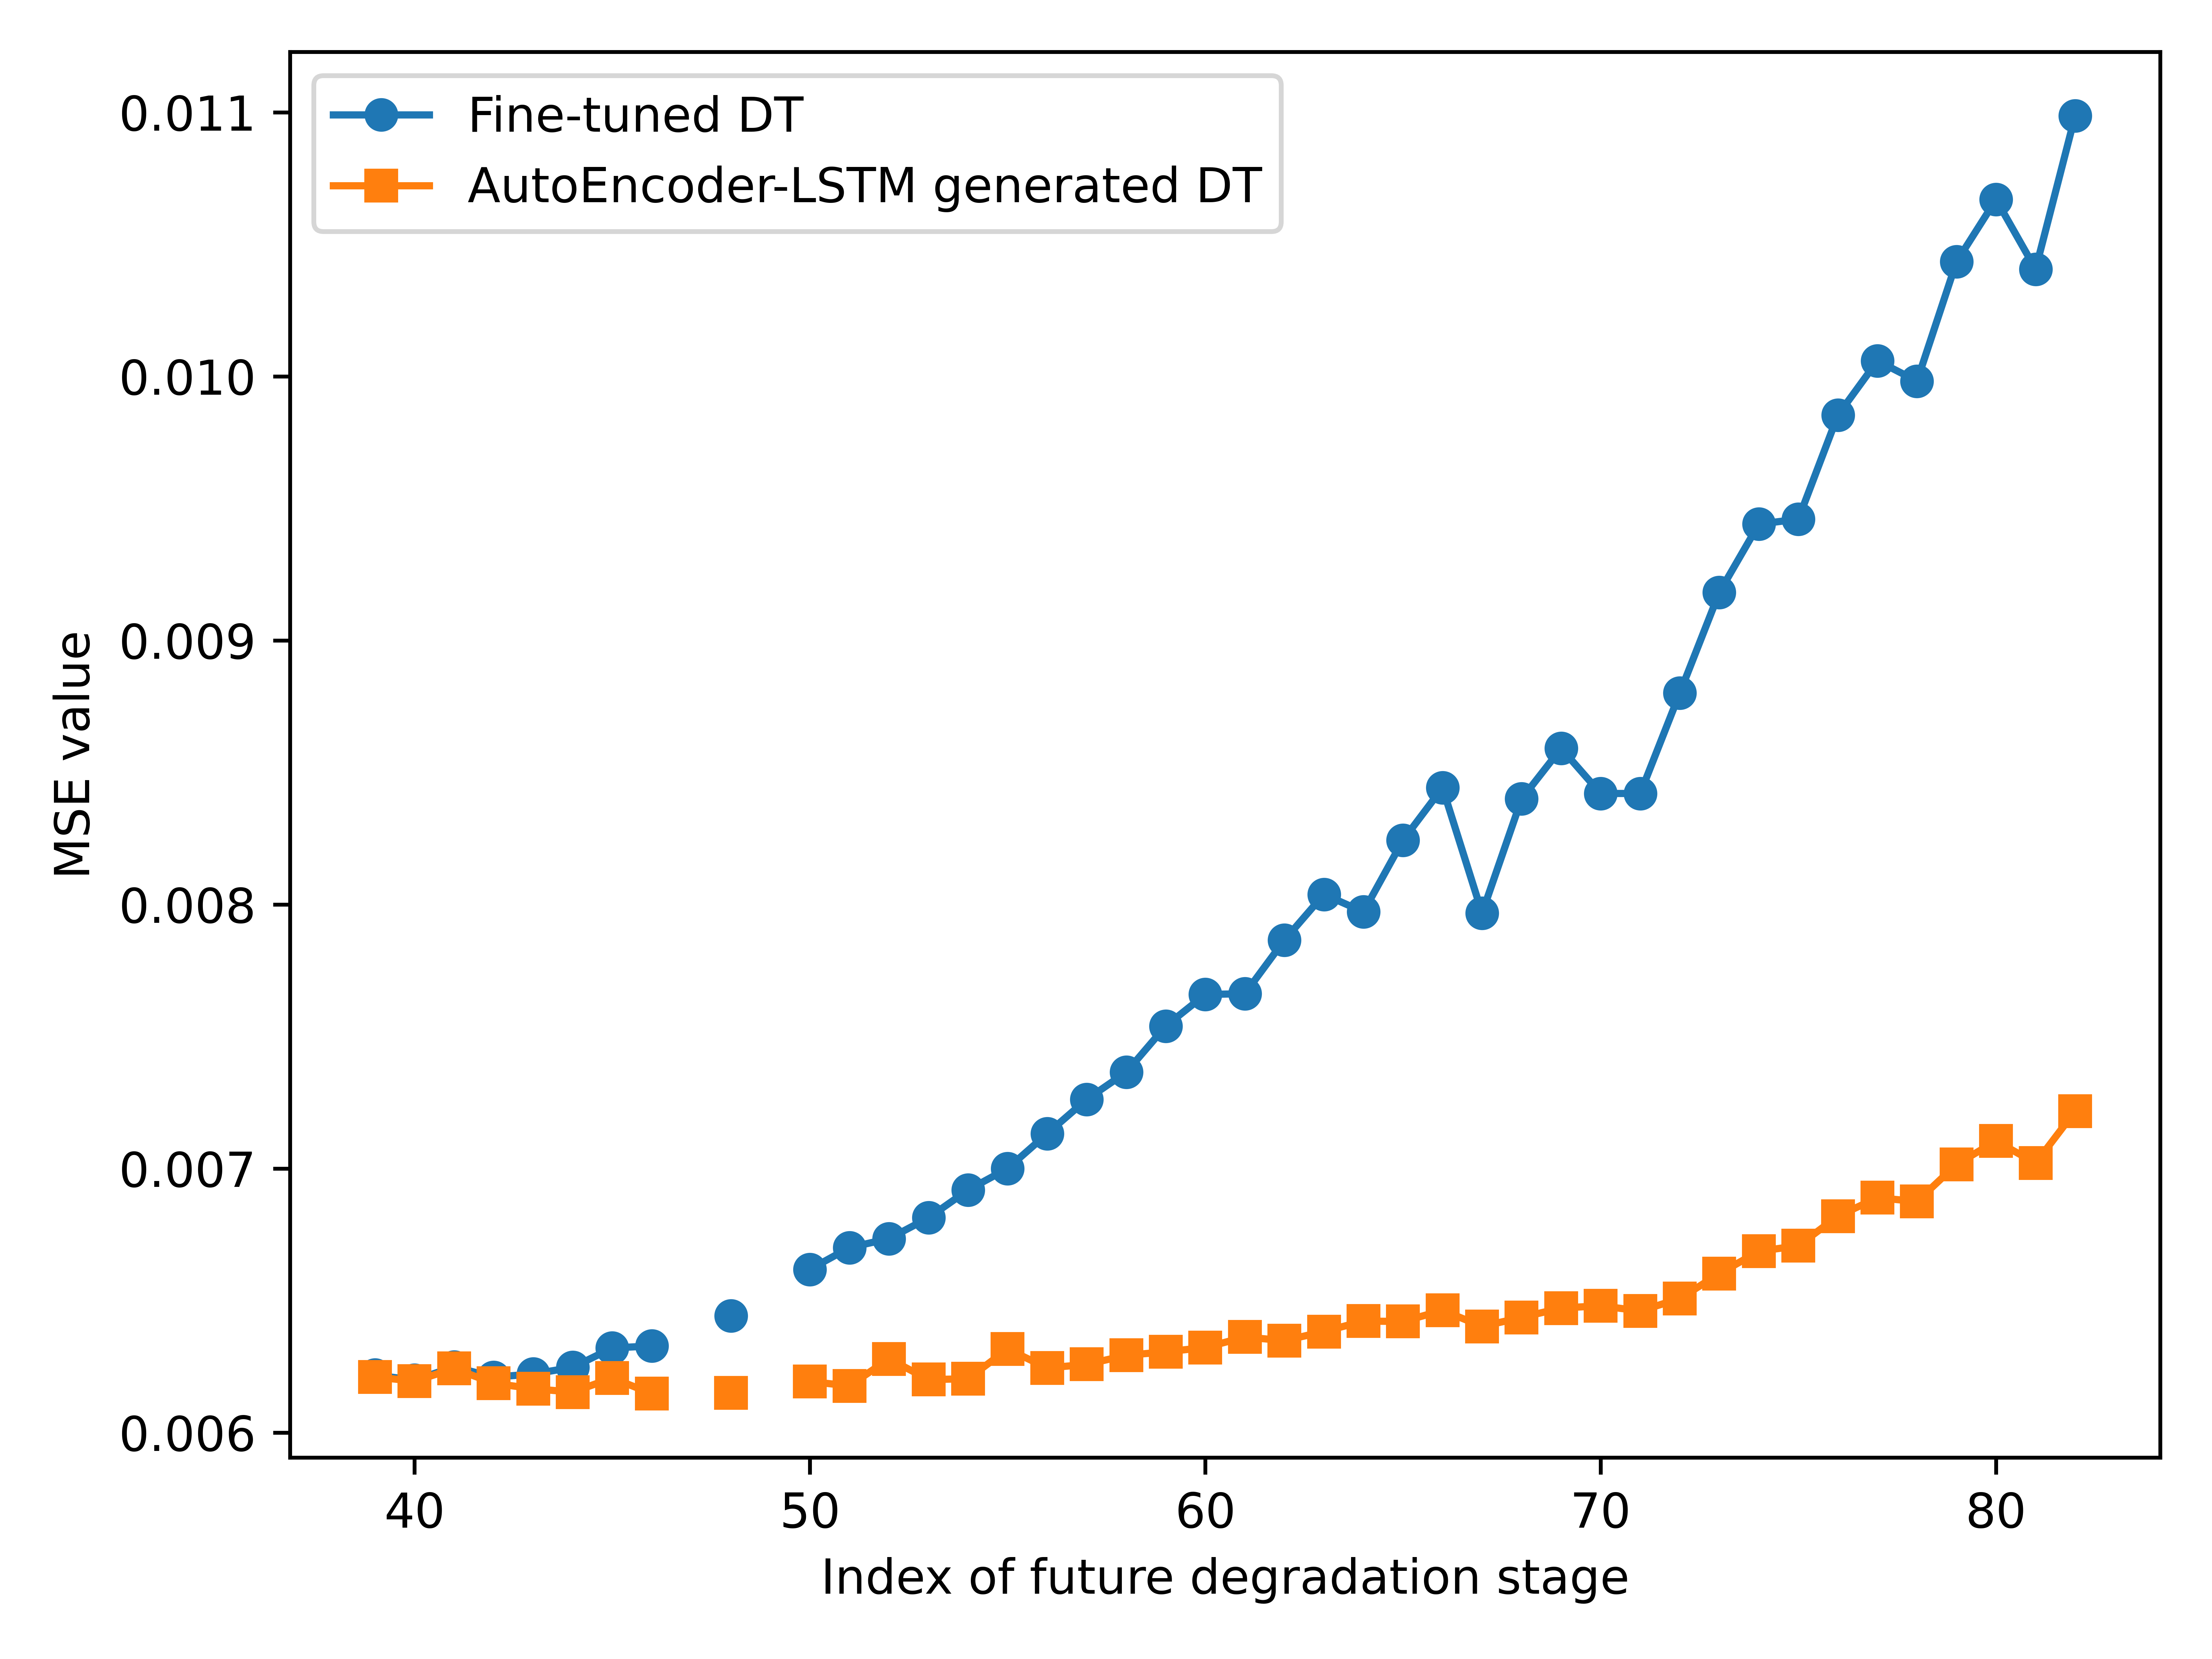 Fine-tuned DT
AutoEncoder-LSTM generated DT
0.011
0.010
0.009
0.008
0.007
0.006
MSE value
40 50 60 70 80
Index of future degradation stage